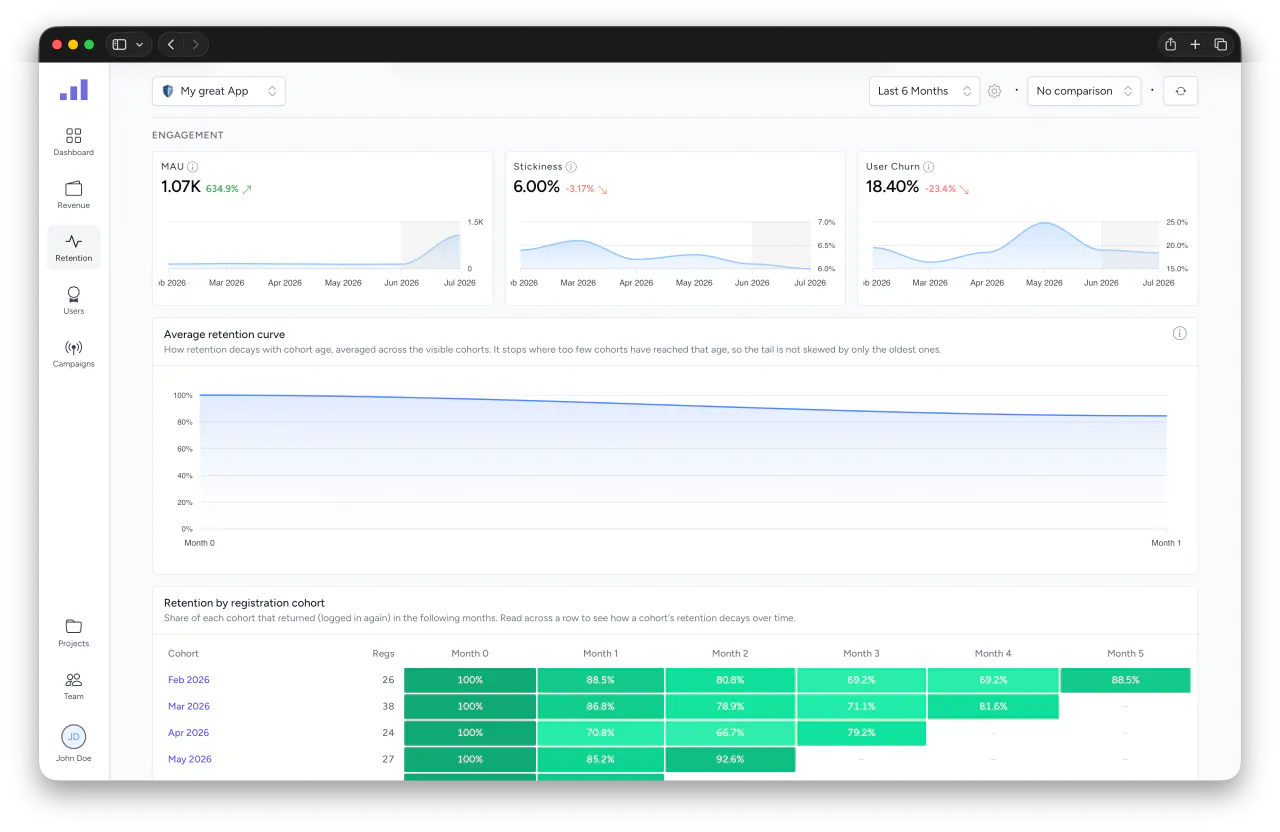 My great App
Last 6 Months
No comparison
Dashboard
Revenue
Retention
Users
Campaigns
Projects
Team
JD
John Doe
ENGAGEMENT
MAU
1.07K 634.9%
1.5K
0
b 2026 Mar 2026 Apr 2026 May 2026 Jun 2026 Jul 2026
Stickiness
6.00% -3.17%
7.0%
6.5%
6.0%
b 2026 Mar 2026 Apr 2026 May 2026 Jun 2026 Jul 2026
User Churn
18.40% -23.4%
25.0%
20.0%
15.0%
b 2026 Mar 2026 Apr 2026 May 2026 Jun 2026 Jul 2026
Average retention curve
How retention decays with cohort age, averaged across the visible cohorts. It stops where too few cohorts have reached that age, so the tail is not skewed by only the oldest ones.
100%
80%
60%
40%
20%
0%
Month 0 Month 1
Retention by registration cohort
Share of each cohort that returned (logged in again) in the following months. Read across a row to see how a cohort's retention decays over time.
Cohort Regs Month 0 Month 1 Month 2 Month 3 Month 4 Month 5
Feb 2026 26 100% 88.5% 80.8% 69.2% 69.2% 88.5%
Mar 2026 38 100% 86.8% 78.9% 71.1% 81.6% –
Apr 2026 24 100% 70.8% 66.7% 79.2% – –
May 2026 27 100% 85.2% 92.6% – – –